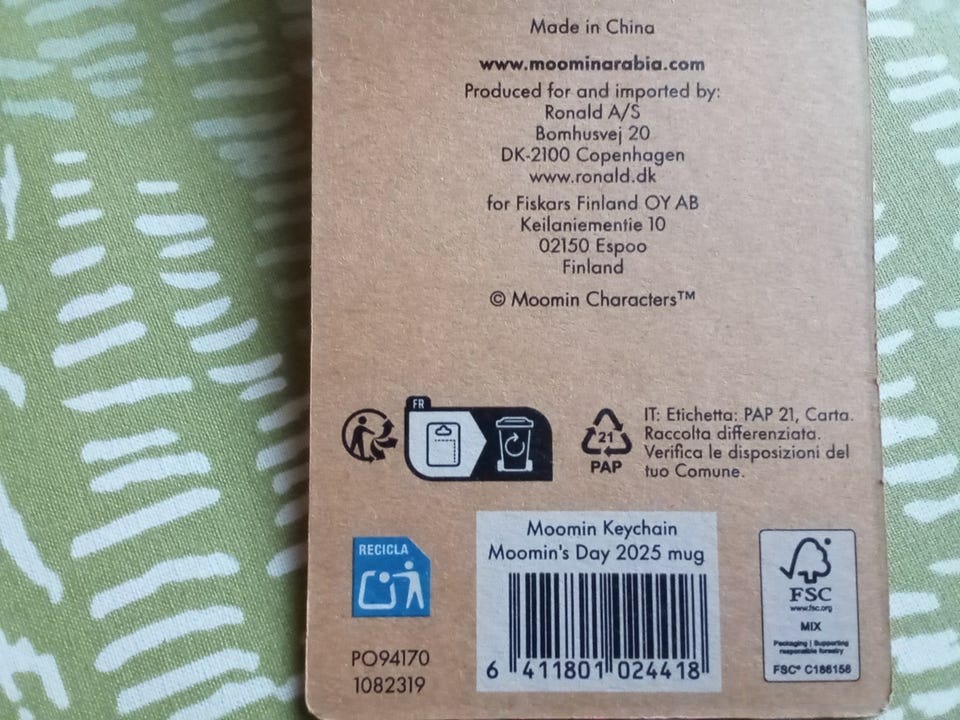 Made in China
www.moominarabia.com
Produced for and imported by:
Ronald A/S
Bomhusvej 20
DK-2100 Copenhagen
www.ronald.dk
for Fiskars Finland OY AB
Keilaniementie 10
02150 Espoo
Finland
© Moomin Characters™
FR
21
PAP
IT: Etichetta: PAP 21, Carta.
Raccolta differenziata.
Verifica le disposizioni del
tuo Comune.
RECICLA
PO94170
1082319
Moomin Keychain
Moomin's Day 2025 mug
6 411801 024418
FSC
www.fsc.org
MIX
Packaging | Supporting
responsible forestry
FSC® C186156